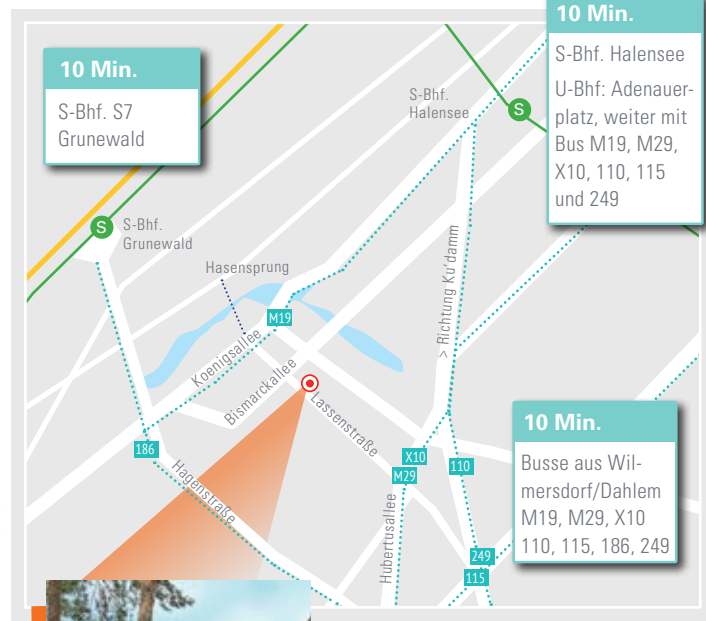 10 Min.
S-Bhf. S7
Grunewald
10 Min.
S-Bhf. Halensee
U-Bhf: Adenauer-
platz, weiter mit
Bus M19, M29,
X10, 110, 115
und 249
S-Bhf.
Halensee
S
S
S-Bhf.
Grunewald
Hasensprung
> Richtung Ku'damm
M19
Koenigsallee
Bismarckallee
Lassenstraße
10 Min.
Busse aus Wil-
mersdorf/Dahlem
M19, M29, X10
110, 115, 186, 249
186
Hagenstraße
X10
M29
110
Hubertusallee
249
115